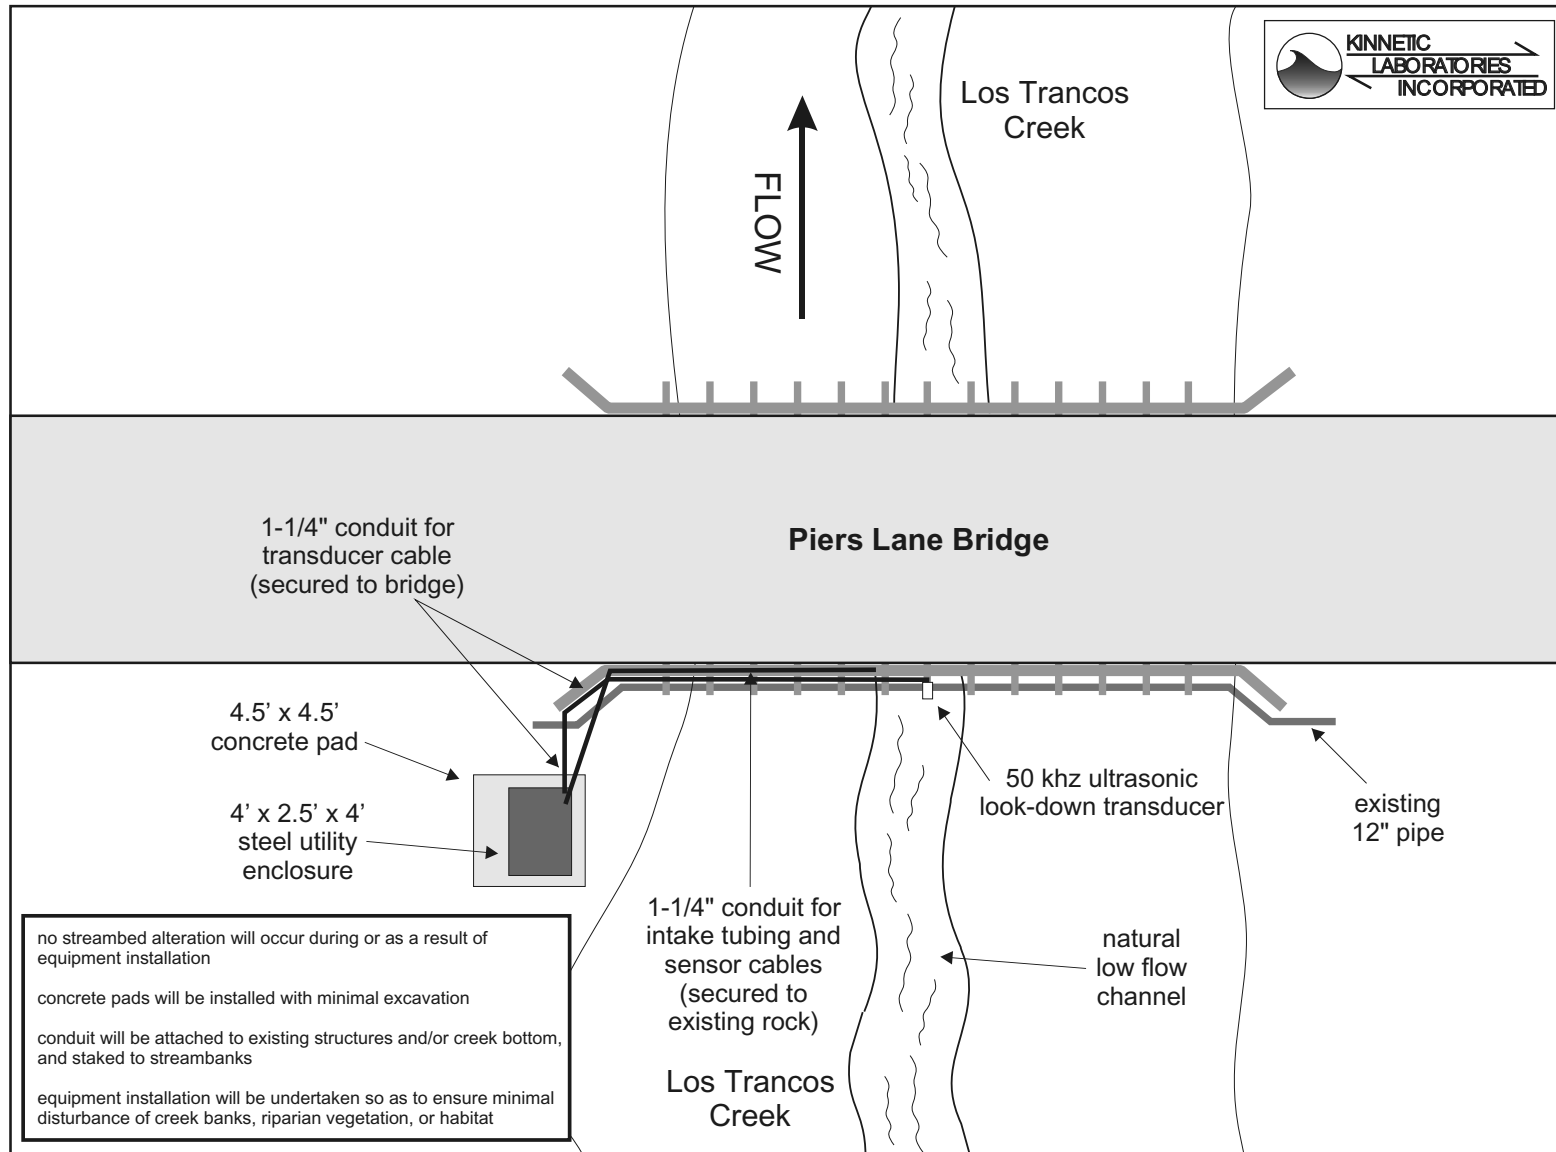 KINNETIC
LABORATORIES
INCORPORATED
Los Trancos
Creek
FLOW
1-1/4" conduit for
transducer cable
(secured to bridge)
Piers Lane Bridge
4.5’ x 4.5’
concrete pad
4’ x 2.5’ x 4’
steel utility
enclosure
50 khz ultrasonic
look-down transducer
existing
12" pipe
1-1/4" conduit for
intake tubing and
sensor cables
(secured to
existing rock)
natural
low flow
channel
no streambed alteration will occur during or as a result of
equipment installation
concrete pads will be installed with minimal excavation
conduit will be attached to existing structures and/or creek bottom,
and staked to streambanks
equipment installation will be undertaken so as to ensure minimal
disturbance of creek banks, riparian vegetation, or habitat
Los Trancos
Creek